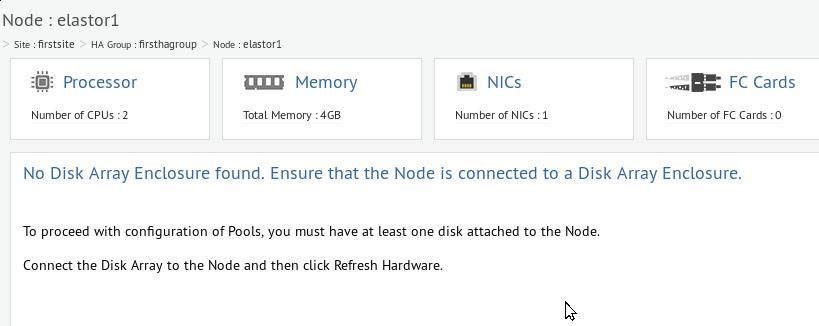 Node : elastor1
> Site : firstsite > HA Group : firsthagroup > Node : elastor1
Processor
Number of CPUs : 2
Memory
Total Memory : 4GB
NICs
Number of NICs : 1
FC Cards
Number of FC Cards : 0
No Disk Array Enclosure found. Ensure that the Node is connected to a Disk Array Enclosure.
To proceed with configuration of Pools, you must have at least one disk attached to the Node.
Connect the Disk Array to the Node and then click Refresh Hardware.